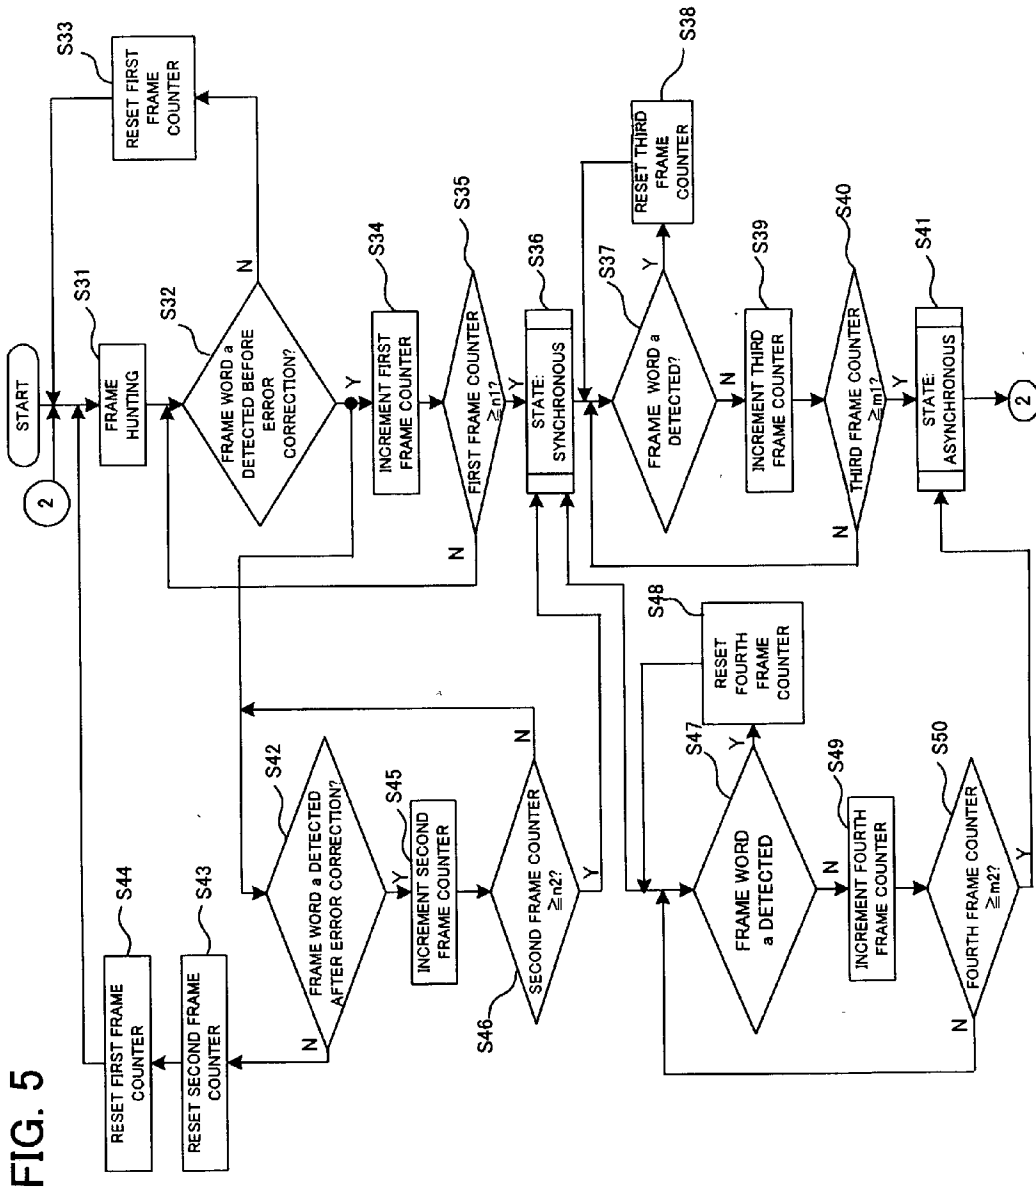 FIG. 5
START
2
S31
FRAME
HUNTING
S32
FRAME WORD a
DETECTED BEFORE
ERROR
CORRECTION?
N
Y
S33
RESET FIRST
FRAME
COUNTER
S34
INCREMENT FIRST
FRAME COUNTER
S35
FIRST FRAME COUNTER
≧n1?
N
Y
S36
STATE:
SYNCHRONOUS
S37
FRAME WORD a
DETECTED?
Y
N
S38
RESET THIRD
FRAME
COUNTER
S39
INCREMENT THIRD
FRAME COUNTER
S40
THIRD FRAME COUNTER
≧m1?
N
Y
S41
STATE:
ASYNCHRONOUS
2
S42
FRAME WORD a DETECTED
AFTER ERROR CORRECTION?
N
Y
S43
RESET SECOND FRAME
COUNTER
S44
RESET FIRST FRAME
COUNTER
S45
INCREMENT SECOND
FRAME COUNTER
S46
SECOND FRAME COUNTER
≧n2?
N
Y
S47
FRAME WORD
a DETECTED
Y
N
S48
RESET
FOURTH
FRAME
COUNTER
S49
INCREMENT FOURTH
FRAME COUNTER
S50
FOURTH FRAME COUNTER
≧m2?
N
Y